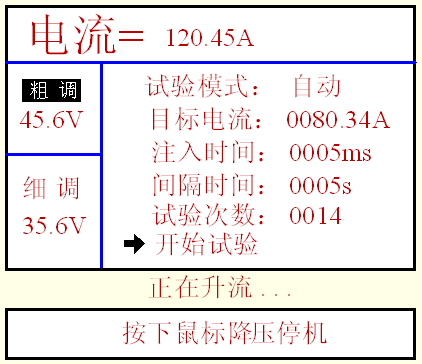 电流= 120.45A
粗 调
45.6V
细 调
35.6V
试验模式： 自动
目标电流： 0080.34A
注入时间： 0005ms
间隔时间： 0005s
试验次数： 0014
➔ 开始试验
正在升流 . . .
按下鼠标降压停机